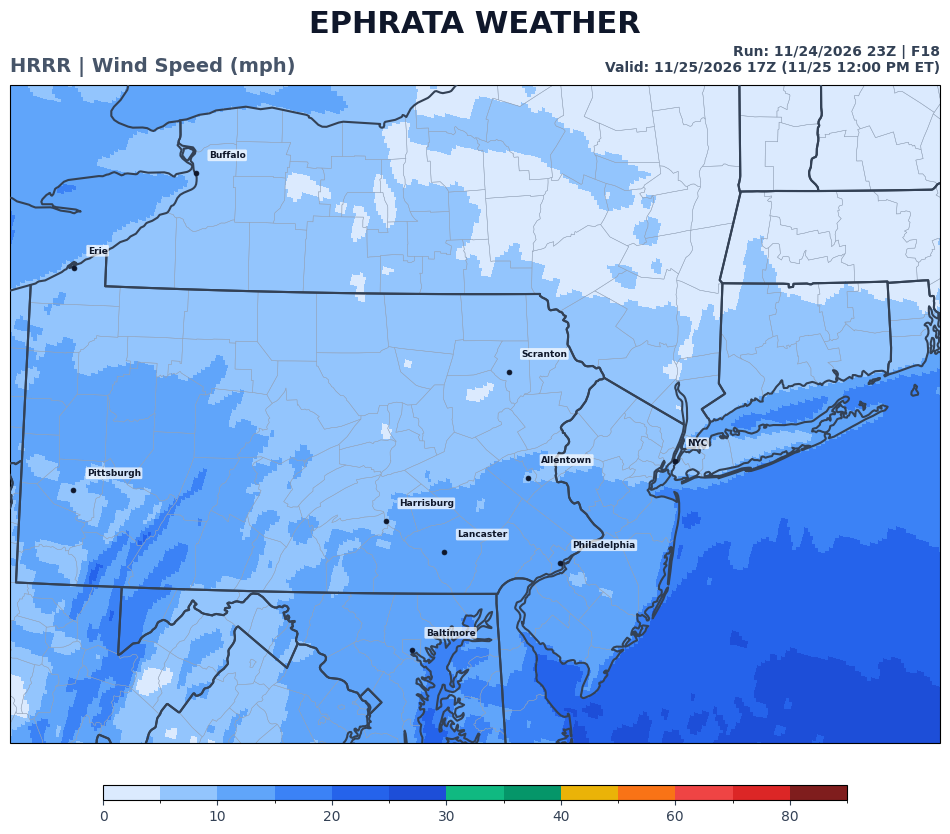 EPHRATA WEATHER
HRRR | Wind Speed (mph)
Run: 11/24/2026 23Z | F18
Valid: 11/25/2026 17Z (11/25 12:00 PM ET)
Buffalo
Erie
Scranton
NYC
Allentown
Pittsburgh
Harrisburg
Lancaster
Philadelphia
Baltimore
0 10 20 30 40 50 60 70 80